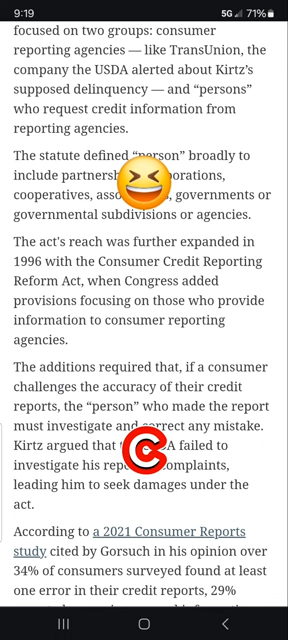 9:19
5G 71%
focused on two groups: consumer
reporting agencies — like TransUnion, the
company the USDA alerted about Kirtz's
supposed delinquency — and “persons”
who request credit information from
reporting agencies.
The statute defined “person” broadly to
include
cooperatives, governments or
governmental subdivisions or agencies.
The act's reach was further expanded in
1996 with the Consumer Credit Reporting
Reform Act, when Congress added
provisions focusing on those who provide
information to consumer reporting
agencies.
The additions required that, if a consumer
challenges the accuracy of their credit
reports, the “person” who made the report
must investigate and correct any mistake.
Kirtz argued that failed to
investigate his complaints,
leading him to seek damages under the
act.
According to a 2021 Consumer Reports
study cited by Gorsuch in his opinion over
34% of consumers surveyed found at least
one error in their credit reports, 29%